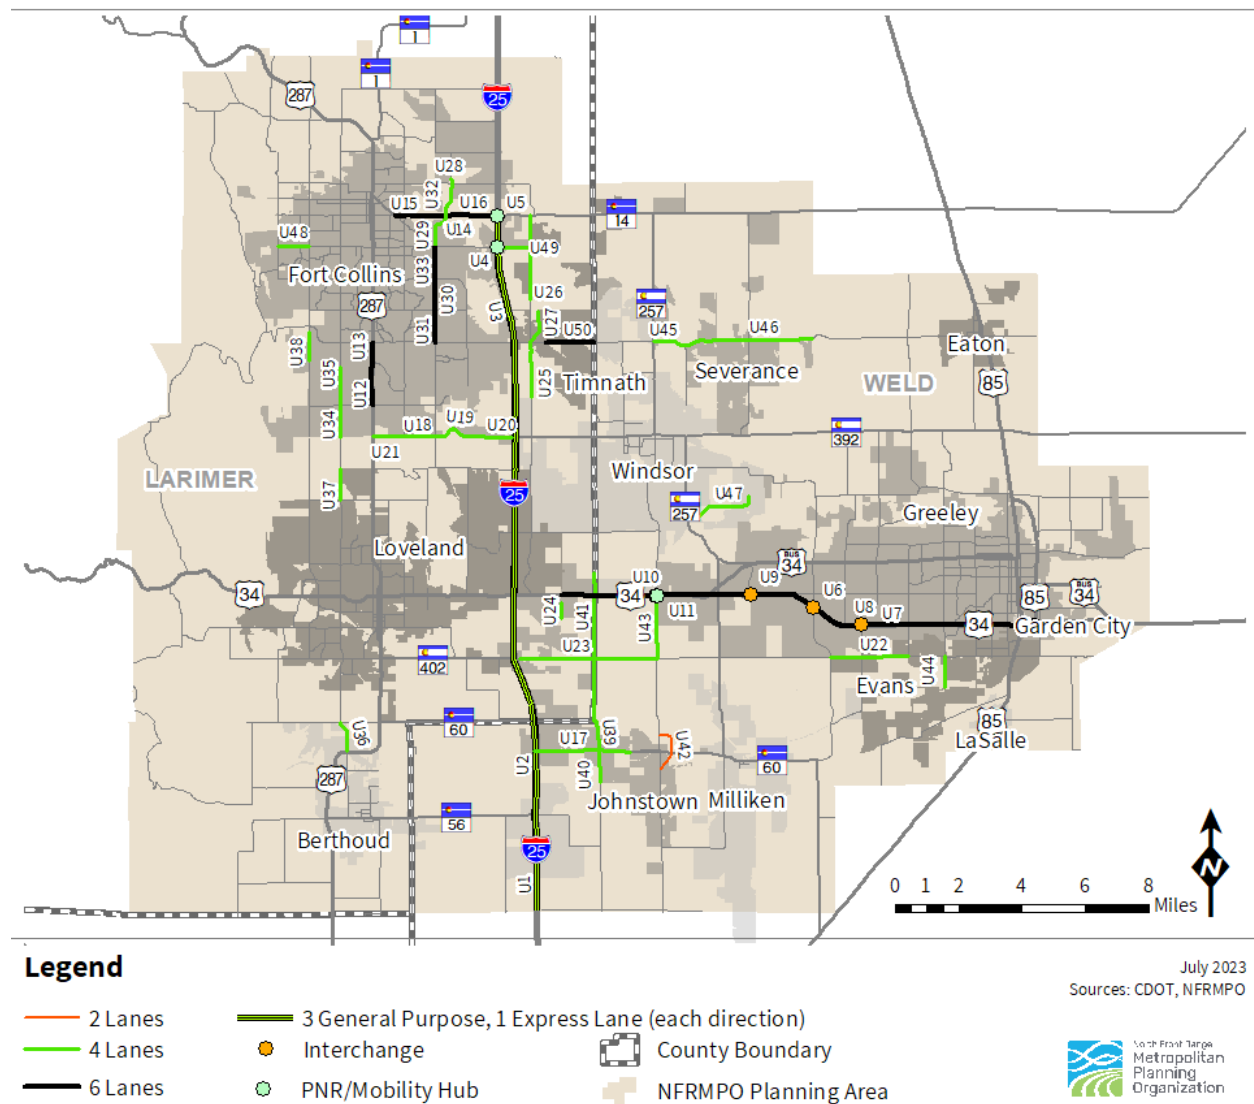 1
1
287
25
U28
U32
U15
U16
U5
14
U29
U14
U48
U4
U49
Fort Collins
U33
U30
257
287
U3
U26
U31
U27
U50
U45
U46
Eaton
U38
U13
U35
U12
U25
Timnath
Severance
WELD
85
U34
U18
U19
U20
392
U21
LARIMER
U37
25
Windsor
257
U47
Greeley
Loveland
BUS
34
34
U24
U41
34
U10
U43
U11
U9
U6
U8
U7
34
85
BUS
34
Garden City
402
U23
U22
U44
Evans
60
U36
U2
U17
U39
U40
U42
60
85
LaSalle
287
Johnstown
Milliken
56
Berthoud
25
U1
N
0 1 2 4 6 8
Miles
Legend
July 2023
Sources: CDOT, NFRMPO
2 Lanes
4 Lanes
6 Lanes
3 General Purpose, 1 Express Lane (each direction)
Interchange
PNR/Mobility Hub
County Boundary
NFRMPO Planning Area
North Front Range
Metropolitan
Planning
Organization